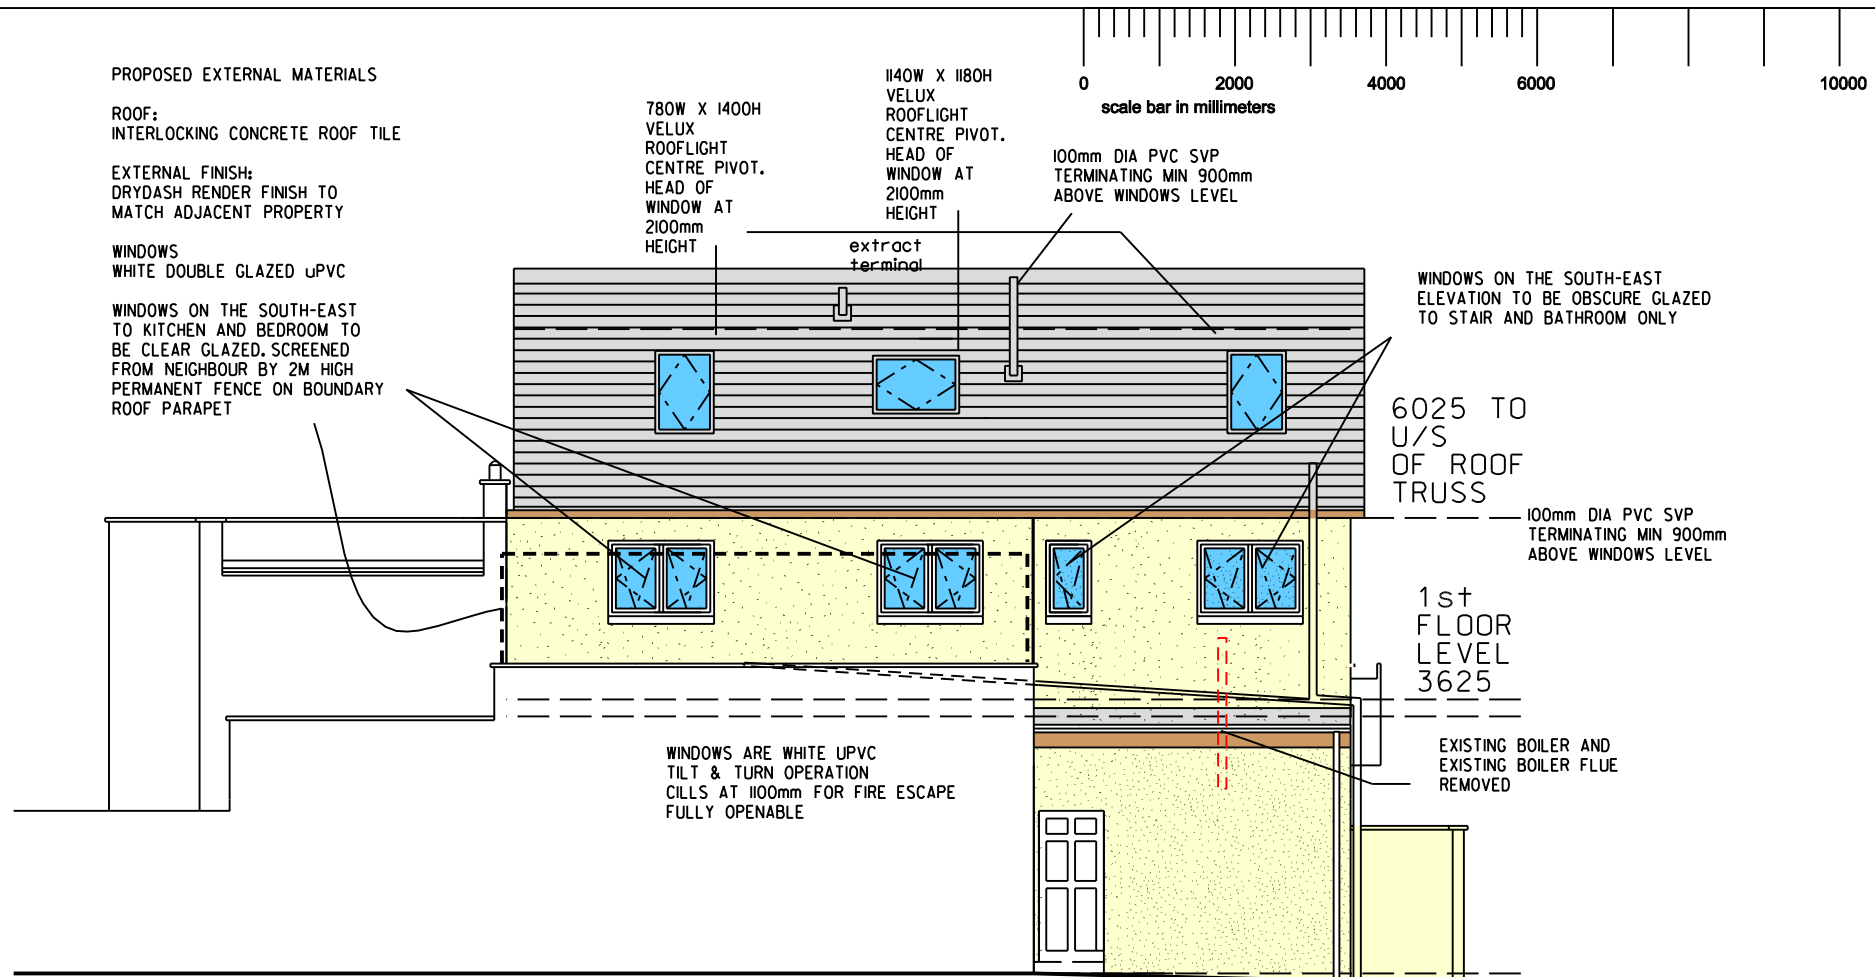 0
2000
4000
6000
10000
scale bar in millimeters
PROPOSED EXTERNAL MATERIALS
ROOF:
INTERLOCKING CONCRETE ROOF TILE
EXTERNAL FINISH:
DRYDASH RENDER FINISH TO
MATCH ADJACENT PROPERTY
WINDOWS
WHITE DOUBLE GLAZED uPVC
WINDOWS ON THE SOUTH-EAST
TO KITCHEN AND BEDROOM TO
BE CLEAR GLAZED. SCREENED
FROM NEIGHBOUR BY 2M HIGH
PERMANENT FENCE ON BOUNDARY
ROOF PARAPET
780W X 1400H
VELUX
ROOFLIGHT
CENTRE PIVOT.
HEAD OF
WINDOW AT
2100mm
HEIGHT
extract
terminal
1140W X 1180H
VELUX
ROOFLIGHT
CENTRE PIVOT.
HEAD OF
WINDOW AT
2100mm
HEIGHT
100mm DIA PVC SVP
TERMINATING MIN 900mm
ABOVE WINDOWS LEVEL
WINDOWS ON THE SOUTH-EAST
ELEVATION TO BE OBSCURE GLAZED
TO STAIR AND BATHROOM ONLY
6025 TO
U/S
OF ROOF
TRUSS
100mm DIA PVC SVP
TERMINATING MIN 900mm
ABOVE WINDOWS LEVEL
1st
FLOOR
LEVEL
3625
WINDOWS ARE WHITE UPVC
TILT & TURN OPERATION
CILLS AT 1100mm FOR FIRE ESCAPE
FULLY OPENABLE
EXISTING BOILER AND
EXISTING BOILER FLUE
REMOVED